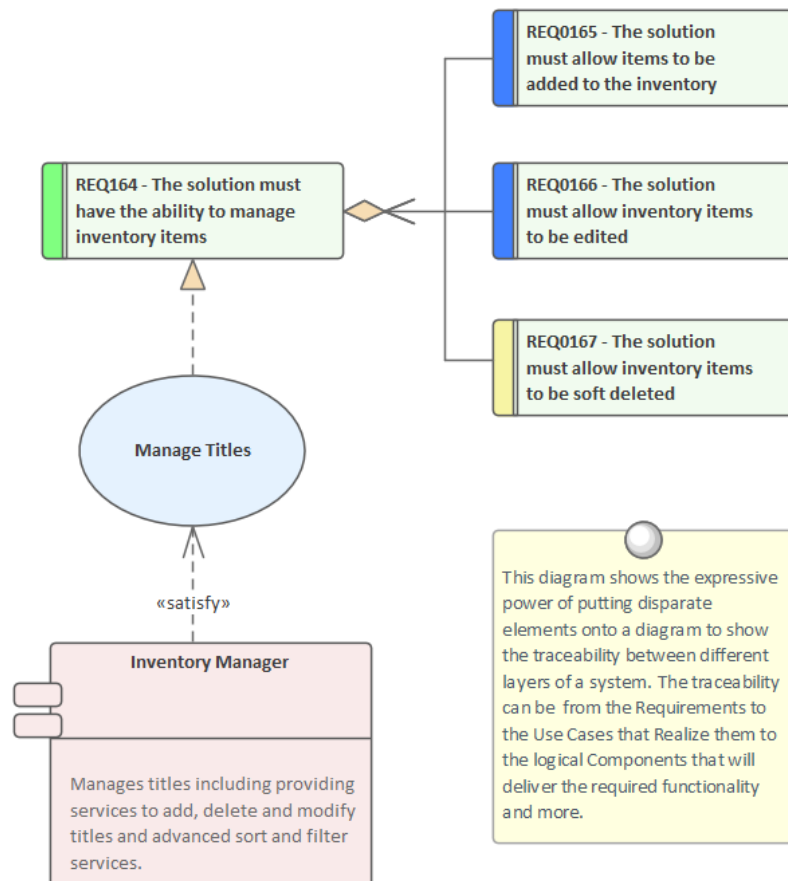 REQ0165 - The solution
must allow items to be
added to the inventory
REQ164 - The solution must
have the ability to manage
inventory items
REQ0166 - The solution
must allow inventory items
to be edited
REQ0167 - The solution
must allow inventory items
to be soft deleted
Manage Titles
«satisfy»
Inventory Manager
Manages titles including providing
services to add, delete and modify
titles and advanced sort and filter
services.
This diagram shows the expressive
power of putting disparate
elements onto a diagram to show
the traceability between different
layers of a system. The traceability
can be from the Requirements to
the Use Cases that Realize them to
the logical Components that will
deliver the required functionality
and more.